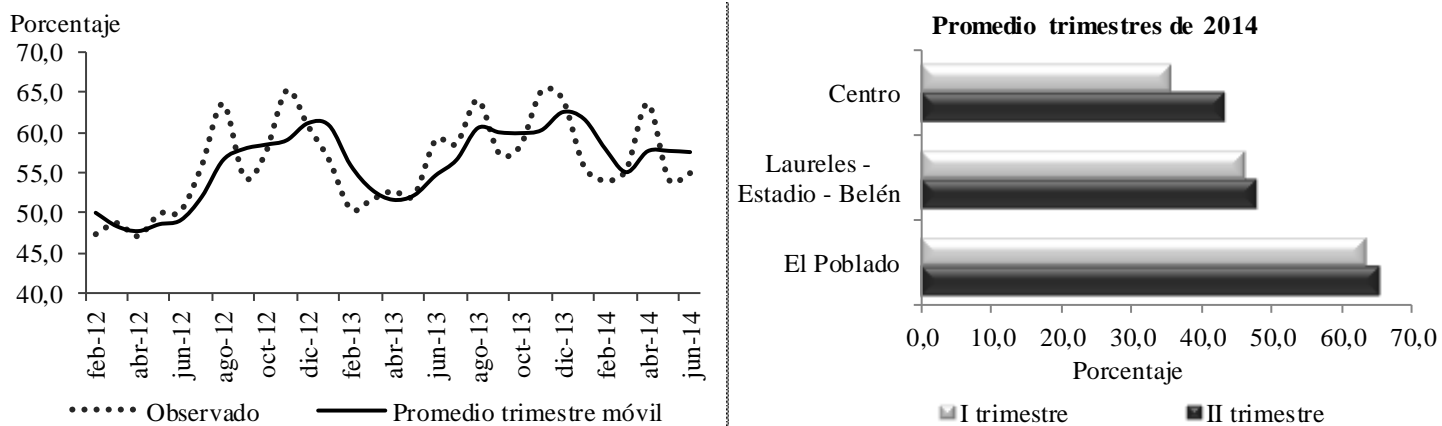 Porcentaje
70,0
65,0
60,0
55,0
50,0
45,0
40,0
feb-12
abr-12
jun-12
ago-12
oct-12
dic-12
feb-13
abr-13
jun-13
ago-13
oct-13
dic-13
feb-14
abr-14
jun-14
Observado
Promedio trimestre móvil
Promedio trimestres de 2014
Centro
Laureles -
Estadio - Belén
El Poblado
0,0 10,0 20,0 30,0 40,0 50,0 60,0 70,0
Porcentaje
I trimestre
II trimestre